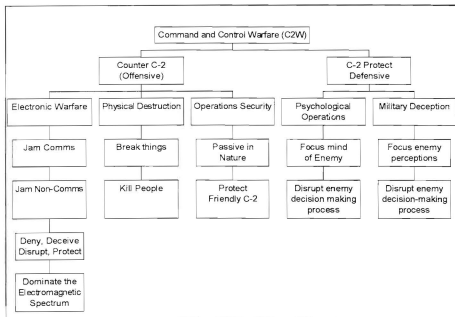 Command and Control Warfare (C2W)
Counter C-2
(Offensive)
C-2 Protect
Defensive
Electronic Warfare
Physical Destruction
Operations Security
Psychological
Operations
Military Deception
Jam Comms
Break things
Passive in
Nature
Focus mind
of Enemy
Focus enemy
perceptions
Jam Non-Comms
Kill People
Protect
Friendly C-2
Disrupt enemy
decision making
process
Disrupt enemy
decision-making
process
Deny, Deceive
Disrupt, Protect
Dominate the
Electromagnetic
Spectrum